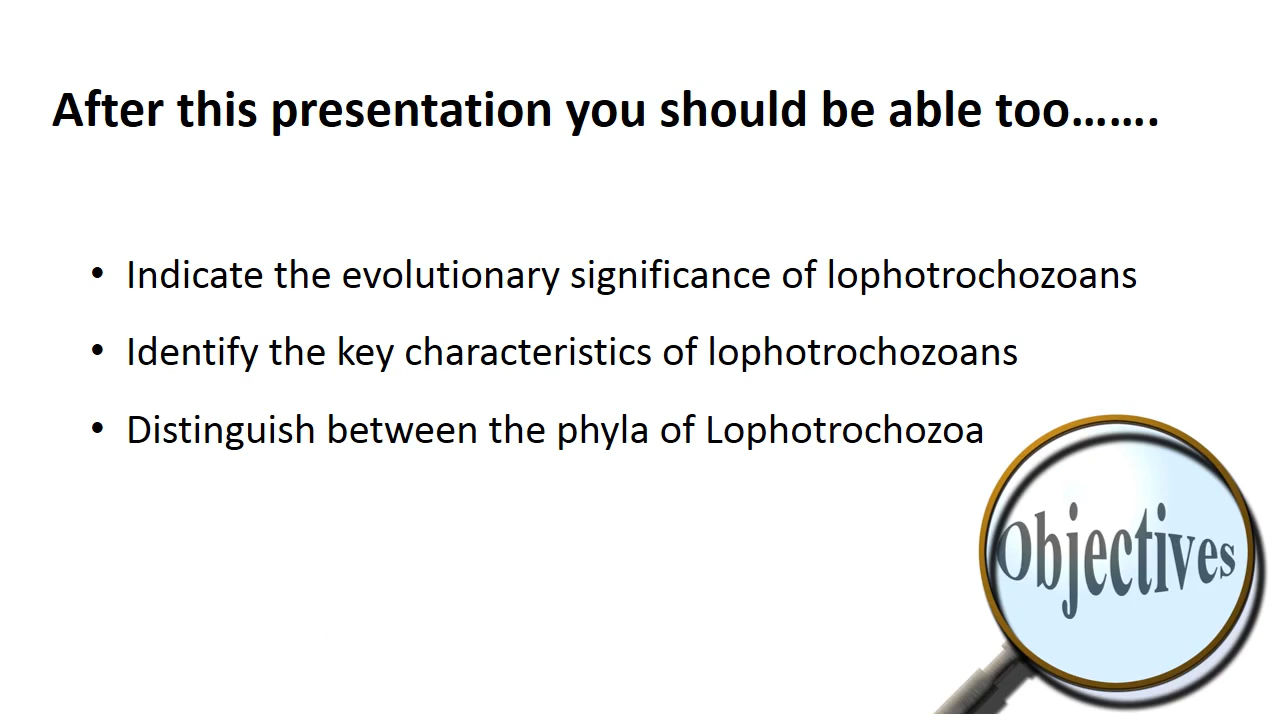 After this presentation you should be able too…….
• Indicate the evolutionary significance of lophotrochozoans
• Identify the key characteristics of lophotrochozoans
• Distinguish between the phyla of Lophotrochozoa
Objectives